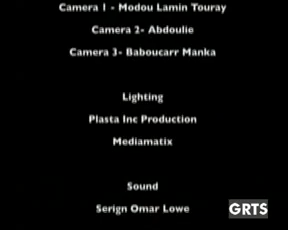 Camera 1 - Modou Lamin Touray
Camera 2- Abdoulie
Camera 3- Baboucarr Manka
Lighting
Plasta Inc Production
Mediamatix
Sound
Serign Omar Lowe
GRTS